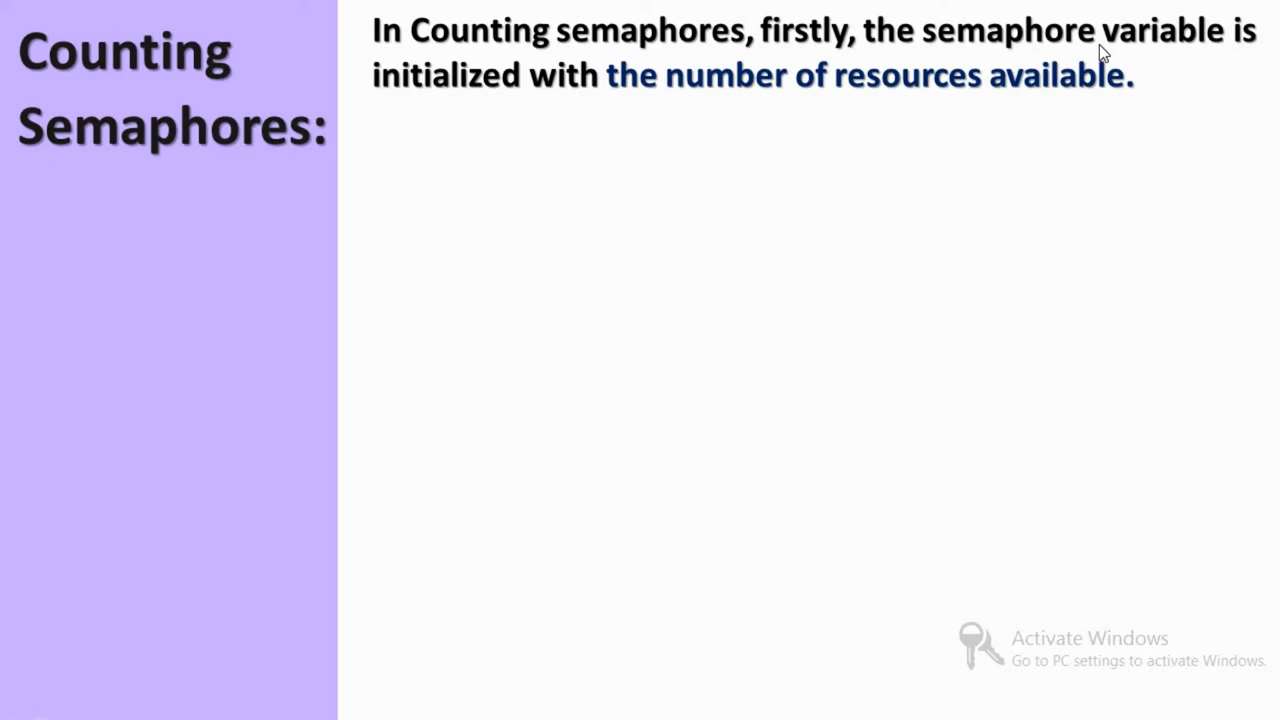 Counting
Semaphores:
In Counting semaphores, firstly, the semaphore variable is
initialized with the number of resources available.
Activate Windows
Go to PC settings to activate Windows.